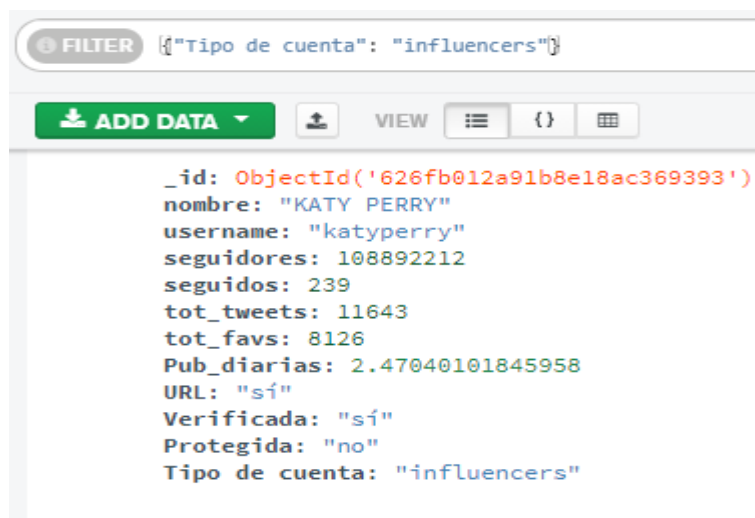 FILTER {"Tipo de cuenta": "influencers"}
ADD DATA VIEW {}
_id: ObjectId('626fb012a91b8e18ac369393')
nombre: "KATY PERRY"
username: "katyperry"
seguidores: 108892212
seguidos: 239
tot_tweets: 11643
tot_favs: 8126
Pub_diarias: 2.47040101845958
URL: "sí"
Verificada: "sí"
Protegida: "no"
Tipo de cuenta: "influencers"